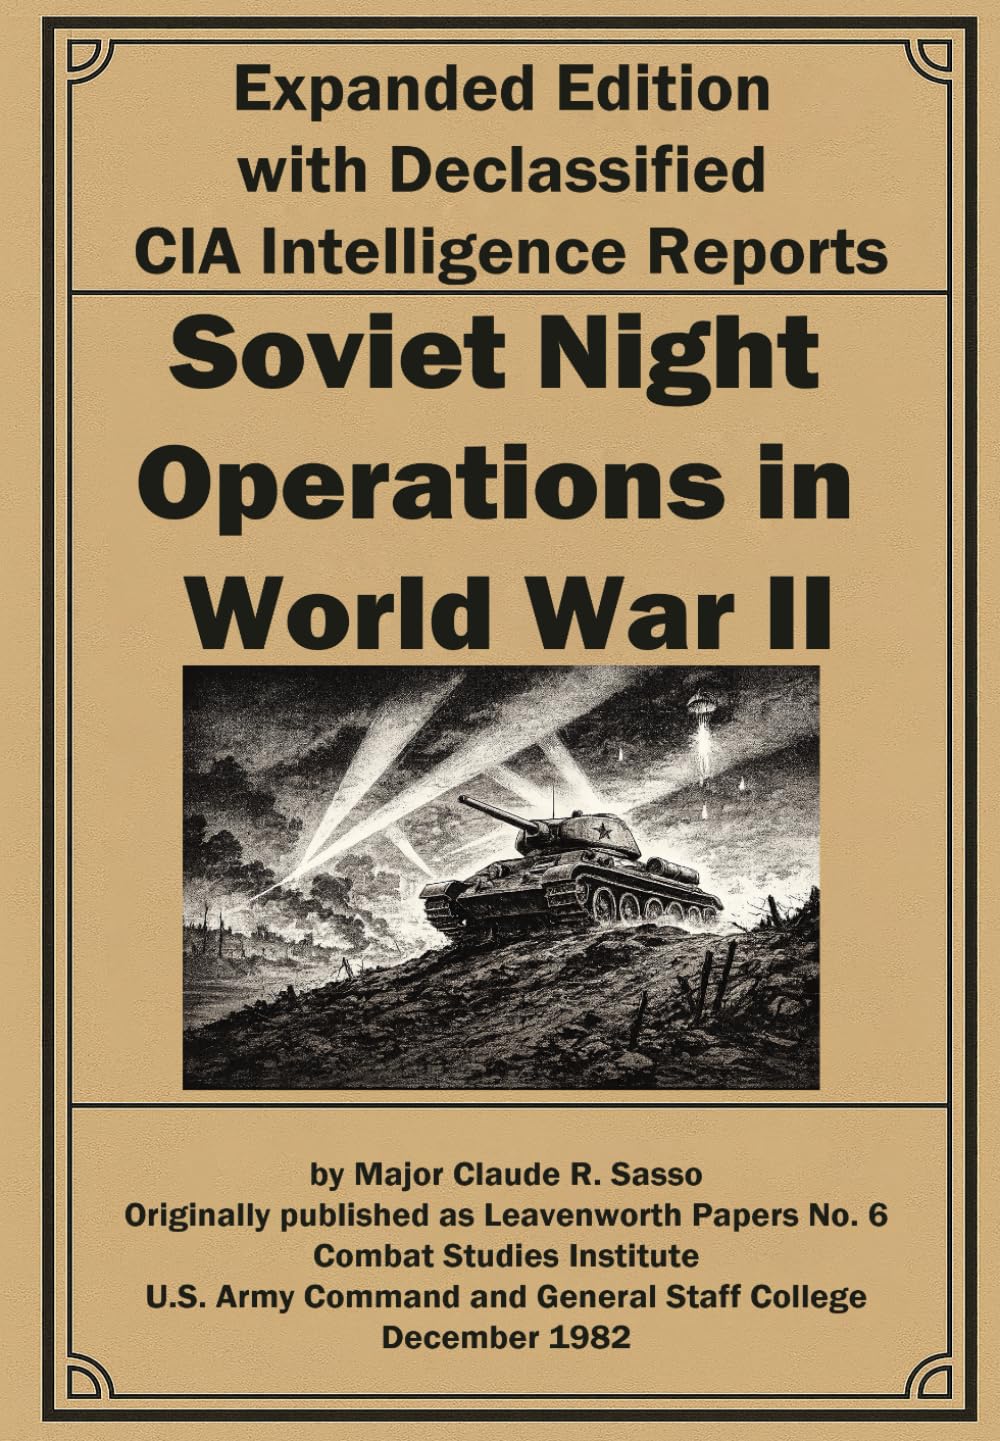 Expanded Edition
with Declassified
CIA Intelligence Reports
Soviet Night
Operations in
World War II
by Major Claude R. Sasso
Originally published as Leavenworth Papers No. 6
Combat Studies Institute
U.S. Army Command and General Staff College
December 1982